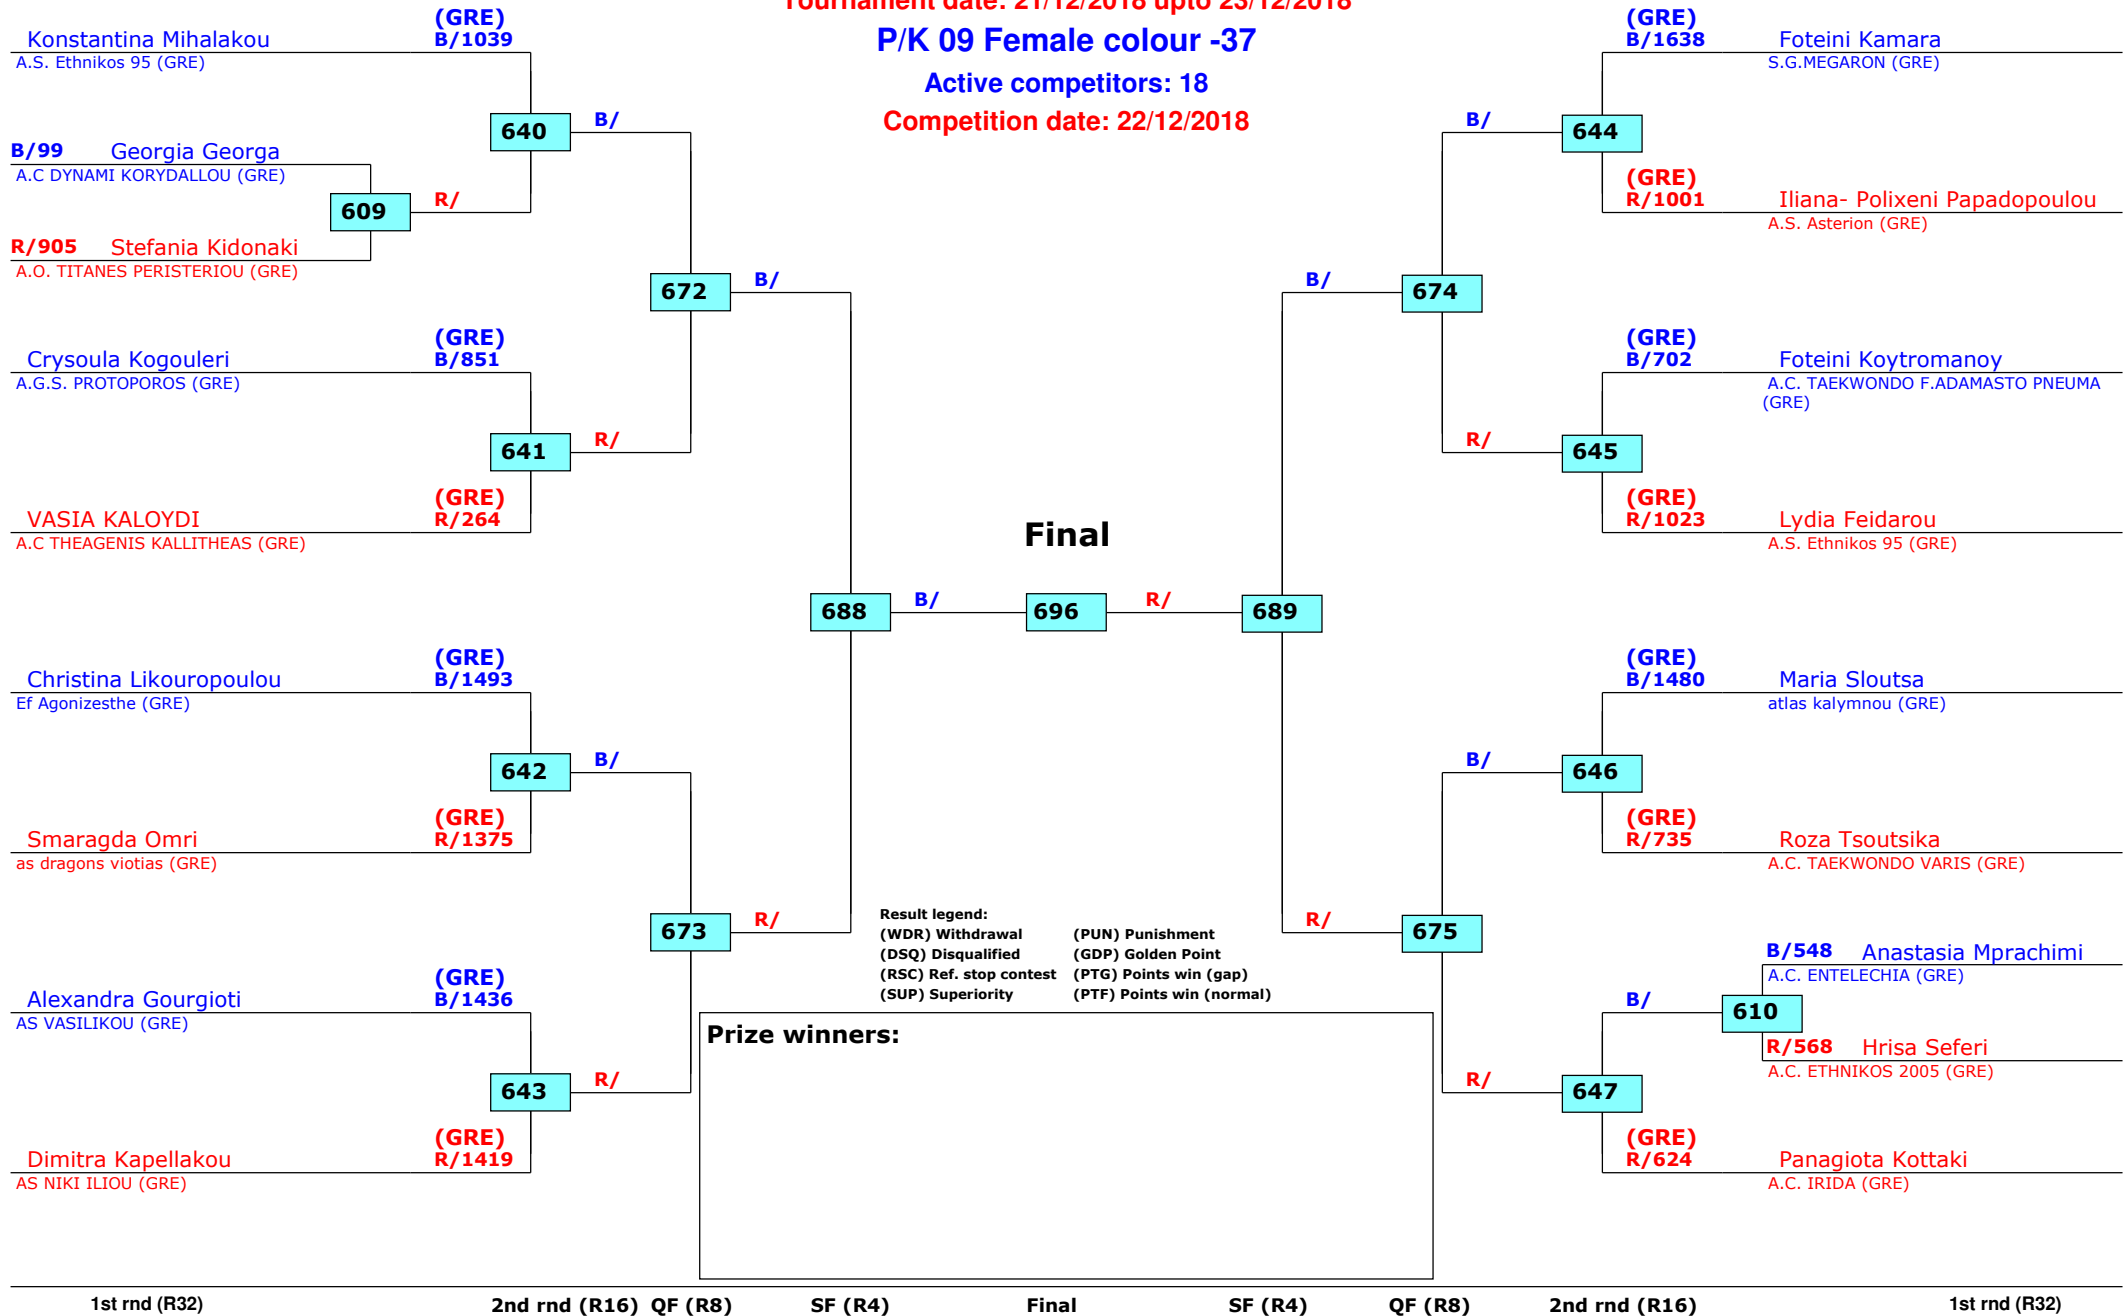 Tournament date: 21/12/2018 upto 23/12/2018
P/K 09 Female colour -37
Active competitors: 18
Competition date: 22/12/2018
Konstantina Mihalakou
(GRE)
B/1039
A.S. Ethnikos 95 (GRE)
640
B/
B/99 Georgia Georga
A.C DYNAMI KORYDALLOU (GRE)
609
R/
R/905 Stefania Kidonaki
A.O. TITANES PERISTERIOU (GRE)
672
B/
Crysoula Kogouleri
(GRE)
B/851
A.G.S. PROTOPOROS (GRE)
641
R/
VASIA KALOYDI
(GRE)
R/264
A.C THEAGENIS KALLITHEAS (GRE)
688
B/
Christina Likouropoulou
(GRE)
B/1493
Ef Agonizesthe (GRE)
642
B/
Smaragda Omri
(GRE)
R/1375
as dragons viotias (GRE)
673
R/
Alexandra Gourgioti
(GRE)
B/1436
AS VASILIKOU (GRE)
643
R/
Dimitra Kapellakou
(GRE)
R/1419
AS NIKI ILIOU (GRE)
Final
696
R/
689
(GRE)
B/1638
Foteini Kamara
S.G.MEGARON (GRE)
B/
644
(GRE)
R/1001
Iliana- Polixeni Papadopoulou
A.S. Asterion (GRE)
B/
674
(GRE)
B/702
Foteini Koytromanoy
A.C. TAEKWONDO F.ADAMASTO PNEUMA
(GRE)
R/
645
(GRE)
R/1023
Lydia Feidarou
A.S. Ethnikos 95 (GRE)
(GRE)
B/1480
Maria Sloutsa
atlas kalymnou (GRE)
B/
646
(GRE)
R/735
Roza Tsoutsika
A.C. TAEKWONDO VARIS (GRE)
R/
675
B/548 Anastasia Mprachimi
A.C. ENTELECHIA (GRE)
B/
610
R/568 Hrisa Seferi
A.C. ETHNIKOS 2005 (GRE)
R/
647
(GRE)
R/624
Panagiota Kottaki
A.C. IRIDA (GRE)
Result legend:
(WDR) Withdrawal (PUN) Punishment
(DSQ) Disqualified (GDP) Golden Point
(RSC) Ref. stop contest (PTG) Points win (gap)
(SUP) Superiority (PTF) Points win (normal)
Prize winners:
1st rnd (R32) 2nd rnd (R16) QF (R8) SF (R4) Final SF (R4) QF (R8) 2nd rnd (R16) 1st rnd (R32)